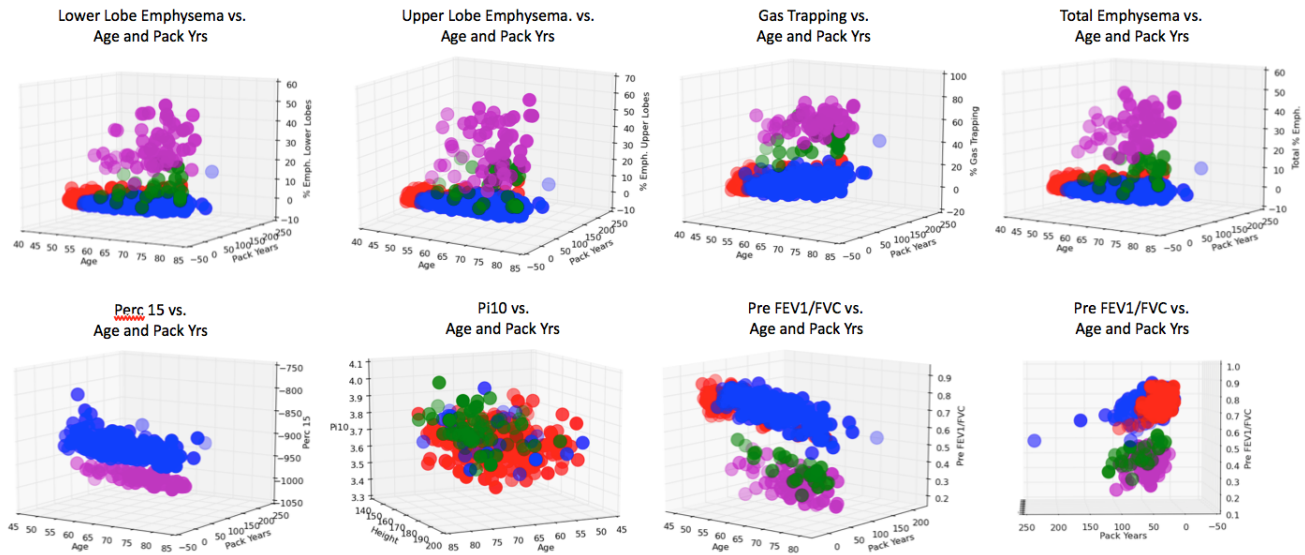 Lower Lobe Emphysema vs.
Age and Pack Yrs
60
50
40
30
20
10
0
−10
% Emph. Lower Lobes
40 45 50 55 60 65 70 75 80 85
Age
−50 0 50 100 150 200 250
Pack Years
Upper Lobe Emphysema. vs.
Age and Pack Yrs
70
60
50
40
30
20
10
0
−10
% Emph. Upper Lobes
40 45 50 55 60 65 70 75 80 85
Age
−50 0 50 100 150 200 250
Pack Years
Gas Trapping vs.
Age and Pack Yrs
100
80
60
40
20
0
−20
% Gas Trapping
40 45 50 55 60 65 70 75 80 85
Age
−50 0 50 100 150 200 250
Pack Years
Total Emphysema vs.
Age and Pack Yrs
60
50
40
30
20
10
0
−10
Total % Emph.
40 45 50 55 60 65 70 75 80 85
Age
−50 0 50 100 150 200 250
Pack Years
Perc 15 vs.
Age and Pack Yrs
−750
−800
−850
−900
−950
−1000
−1050
Perc 15
45 50 55 60 65 70 75 80 85
Age
−50 0 50 100 150 200 250
Pack Years
Pi10 vs.
Age and Pack Yrs
4.1
4.0
3.9
3.8
3.7
3.6
3.5
3.4
3.3
Pi10
140 150 160 170 180 190 200
Height
85 80 75 70 65 60 55 50 45
Age
Pre FEV1/FVC vs.
Age and Pack Yrs
0.9
0.8
0.7
0.6
0.5
0.4
0.3
0.2
Pre FEV1/FVC
45 50 55 60 65 70 75 80
Age
0 50 100 150 200
Pack Years
Pre FEV1/FVC vs.
Age and Pack Yrs
1.0
0.9
0.8
0.7
0.6
0.5
0.4
0.3
0.2
0.1
Pre FEV1/FVC
250 200 150 100 50 0 −50
Pack Years